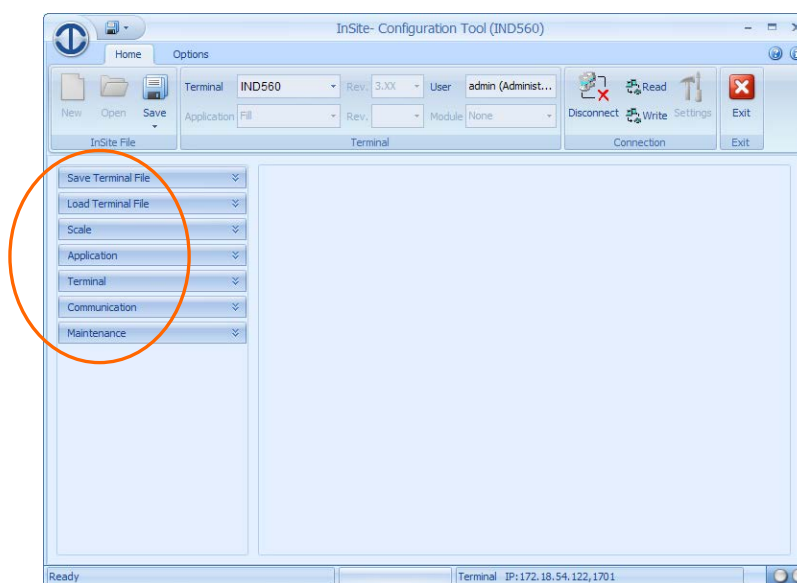 InSite- Configuration Tool (IND560)
Home Options
Terminal IND560 Rev. 3.XX User admin (Administ...
New Open Save Application Fill Rev. Module None Disconnect Read Write Settings Exit
InSite File Terminal Connection Exit
Save Terminal File
Load Terminal File
Scale
Application
Terminal
Communication
Maintenance
Ready Terminal IP:172.18.54.122,1701